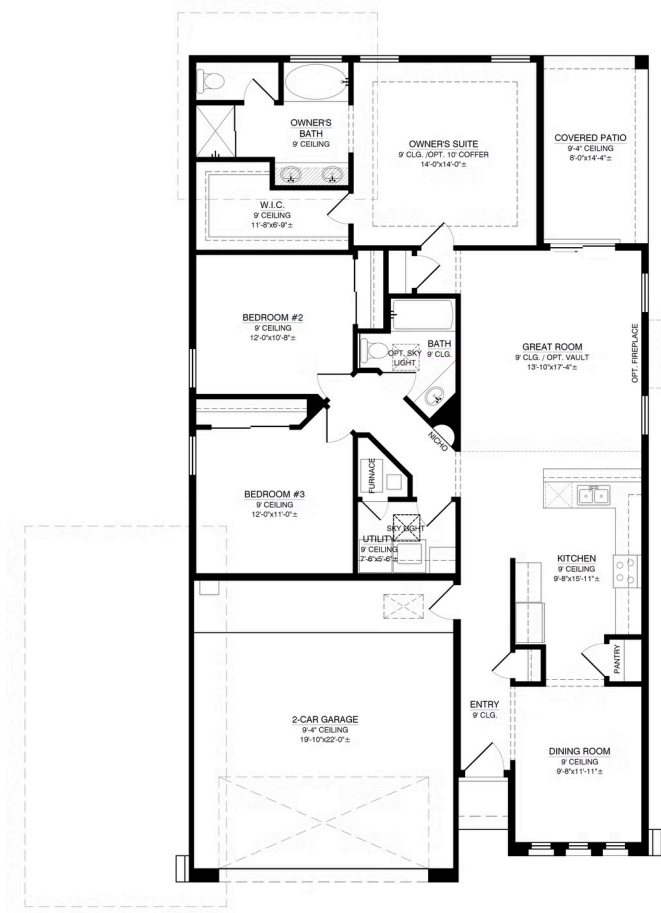 OWNER'S
BATH
9' CEILING
OWNER'S SUITE
9' CLG. /OPT. 10' COFFER
14'-0"x14'-0"±
COVERED PATIO
9'-4" CEILING
8'-0"x14'-4"±
W.I.C.
9' CEILING
11'-8"x6'-9"±
BEDROOM #2
9' CEILING
12'-0"x10'-8"±
BATH
9' CLG.
OPT. SKY
LIGHT
GREAT ROOM
9' CLG. / OPT. VAULT
13'-10"x17'-4"±
OPT. FIREPLACE
NICHO
FURNACE
BEDROOM #3
9' CEILING
12'-0"x11'-0"±
SKY LIGHT
UTILITY
9' CEILING
7'-6"x5'-6"±
KITCHEN
9' CEILING
9'-8"x15'-11"±
PANTRY
ENTRY
9' CLG.
2-CAR GARAGE
9'-4" CEILING
19'-10"x22'-0"±
DINING ROOM
9' CEILING
9'-8"x11'-11"±